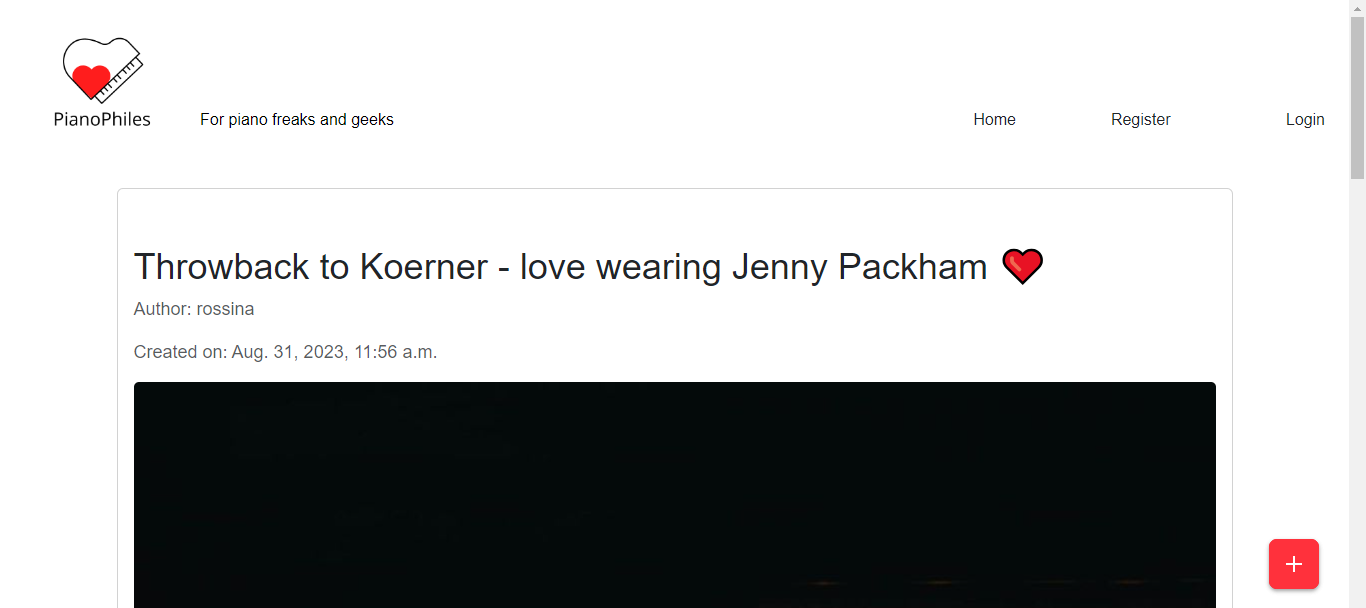 PianoPhiles
For piano freaks and geeks
Home
Register
Login
Throwback to Koerner - love wearing Jenny Packham ❤️
Author: rossina
Created on: Aug. 31, 2023, 11:56 a.m.
+